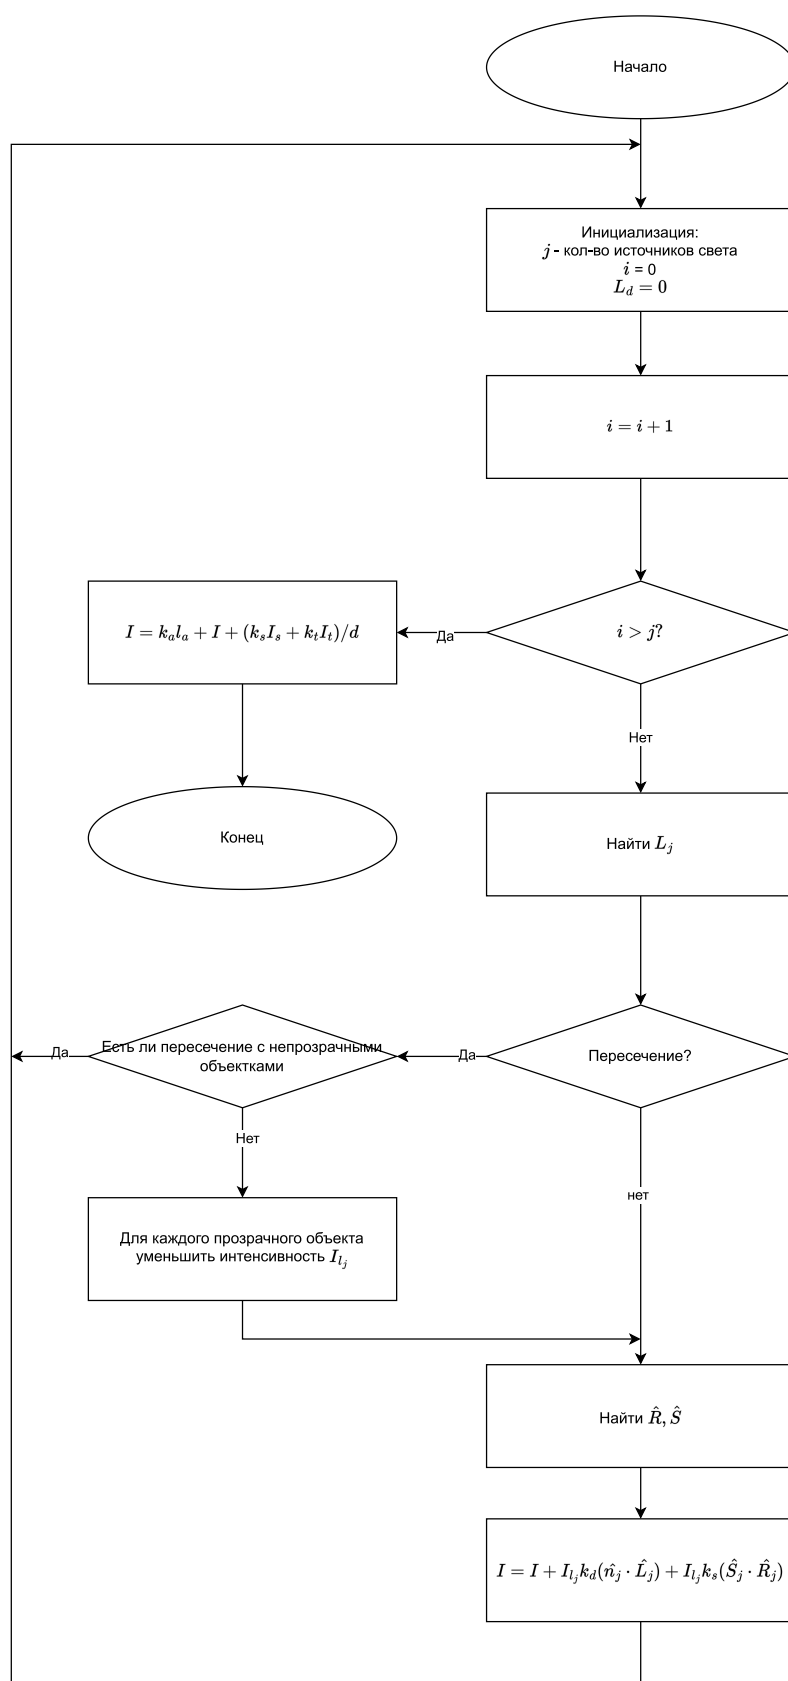 Начало
Инициализация:
j - кол-во источников света
i = 0
L_d = 0
i = i + 1
i > j?
Да
I = k_a l_a + I + (k_s I_s + k_t I_t)/d
Нет
Конец
Найти L_j
Пересечение?
Да
Есть ли пересечение с непрозрачными
объектками
Да
Нет
нет
Для каждого прозрачного объекта
уменьшить интенсивность I_{l_j}
Найти R̂, Ŝ
I = I + I_{l_j} k_d (n̂_j · L̂_j) + I_{l_j} k_s (Ŝ_j · R̂_j)